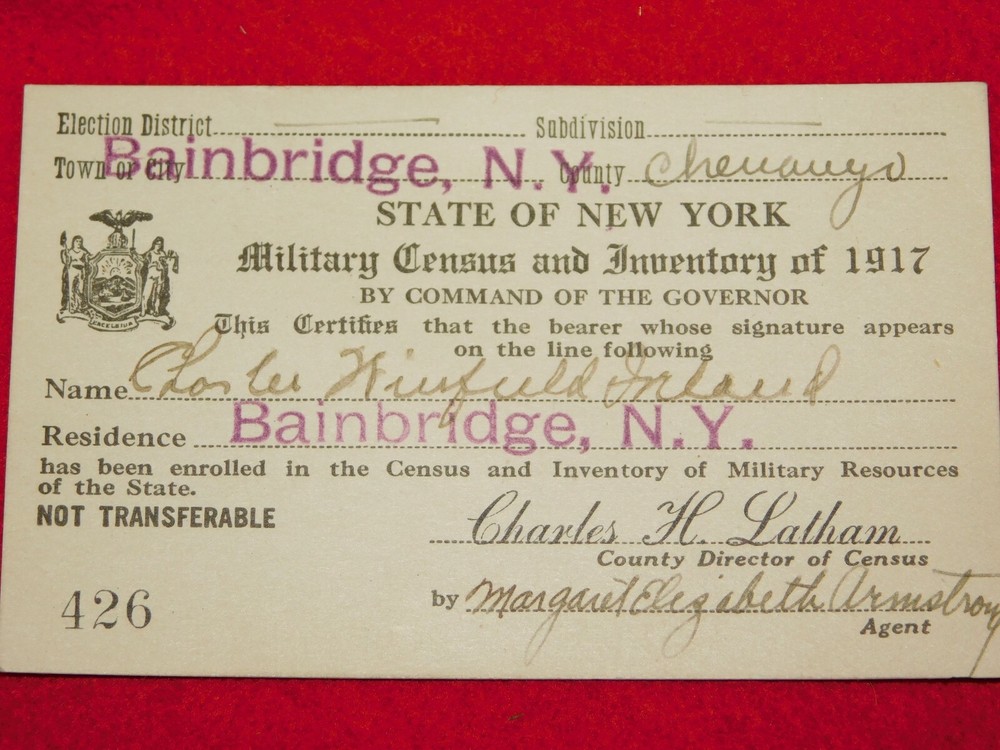 Election District Subdivision
Town or City Bainbridge, N.Y. County Chenango
STATE OF NEW YORK
Military Census and Inventory of 1917
BY COMMAND OF THE GOVERNOR
EXCELSIOR
This Certifies that the bearer whose signature appears
on the line following
Name Charles Winfield Ireland
Residence Bainbridge, N.Y.
has been enrolled in the Census and Inventory of Military Resources
of the State.
NOT TRANSFERABLE
Charles H. Latham
County Director of Census
426
by Margaret Elizabeth Armstrong
Agent